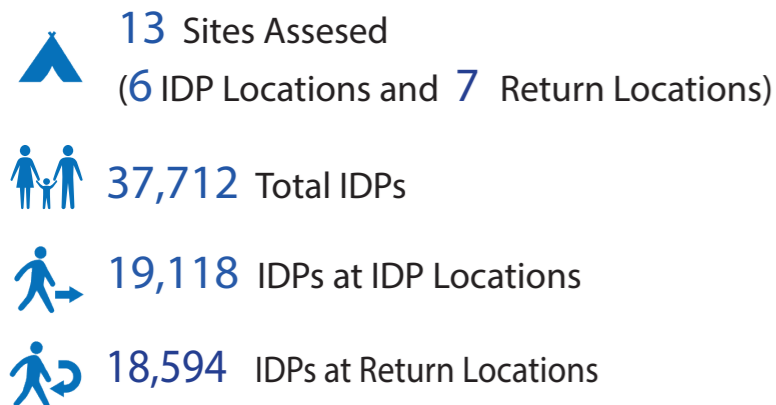 13 Sites Assesed
(6 IDP Locations and 7 Return Locations)
37,712 Total IDPs
19,118 IDPs at IDP Locations
18,594 IDPs at Return Locations